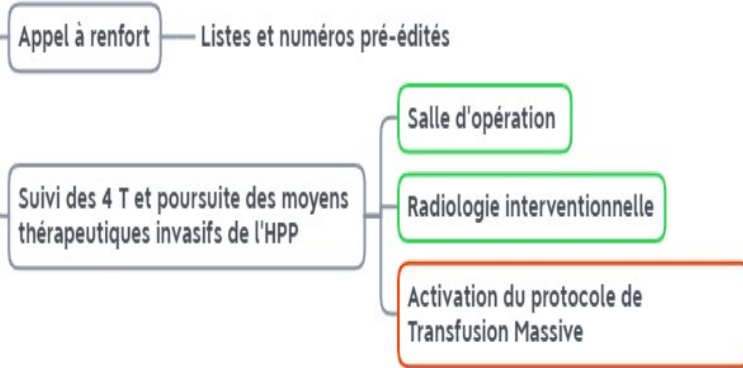 Appel à renfort
Listes et numéros pré-édités
Salle d'opération
Suivi des 4 T et poursuite des moyens
thérapeutiques invasifs de l'HPP
Radiologie interventionnelle
Activation du protocole de
Transfusion Massive